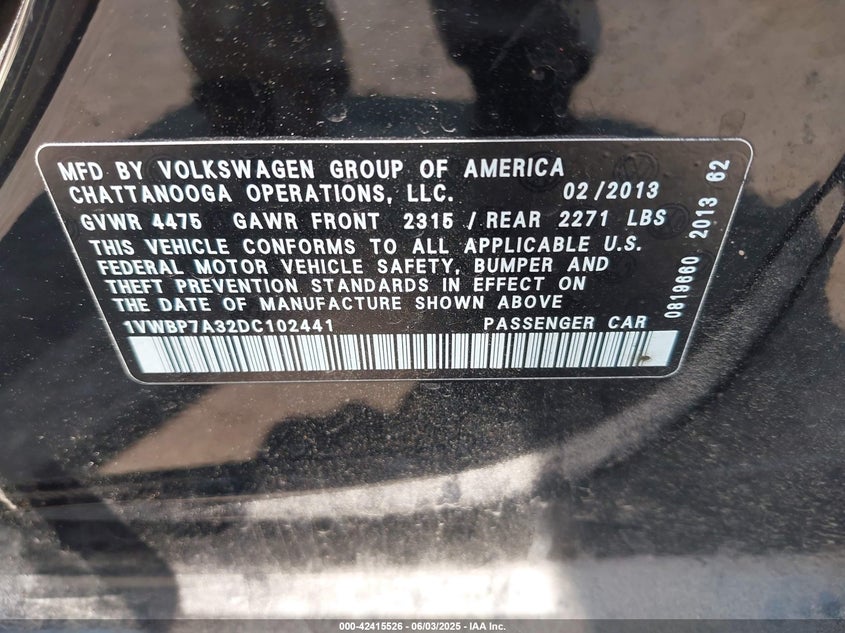 MFD BY VOLKSWAGEN GROUP OF AMERICA
CHATTANOOGA OPERATIONS, LLC. 02/2013
GVWR 4475 GAWR FRONT 2315 / REAR 2271 LBS
THIS VEHICLE CONFORMS TO ALL APPLICABLE U.S.
FEDERAL MOTOR VEHICLE SAFETY, BUMPER AND
THEFT PREVENTION STANDARDS IN EFFECT ON
THE DATE OF MANUFACTURE SHOWN ABOVE
1VWBP7A32DC102441 PASSENGER CAR
0819660 2013 62
000-42415526 | 06/03/2025 | IAA Inc.